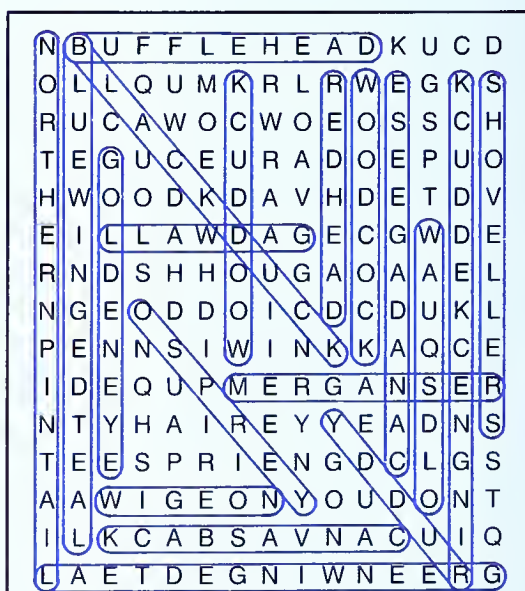 N B U F F L E H E A D K U C D
O L L Q U M K R L R W E G K S
R U C A W O C W O E O S S C H
T E G U C E U R A D O E P U O
H W O O D K D A V H D E T D V
E I L L A W D A G E C G W D E
R N D S H H O U G A O A A E L
N G E O D D O I C D C D U K L
P E N N S I W I N K K A Q C E
I D E Q U P M E R G A N S E R
N T Y H A I R E Y Y E A D N S
T E E S P R I E N G D C L G S
A A W I G E O N Y O U D O N T
I L K C A B S A V N A C U I Q
L A E T D E G N I W N E E R G